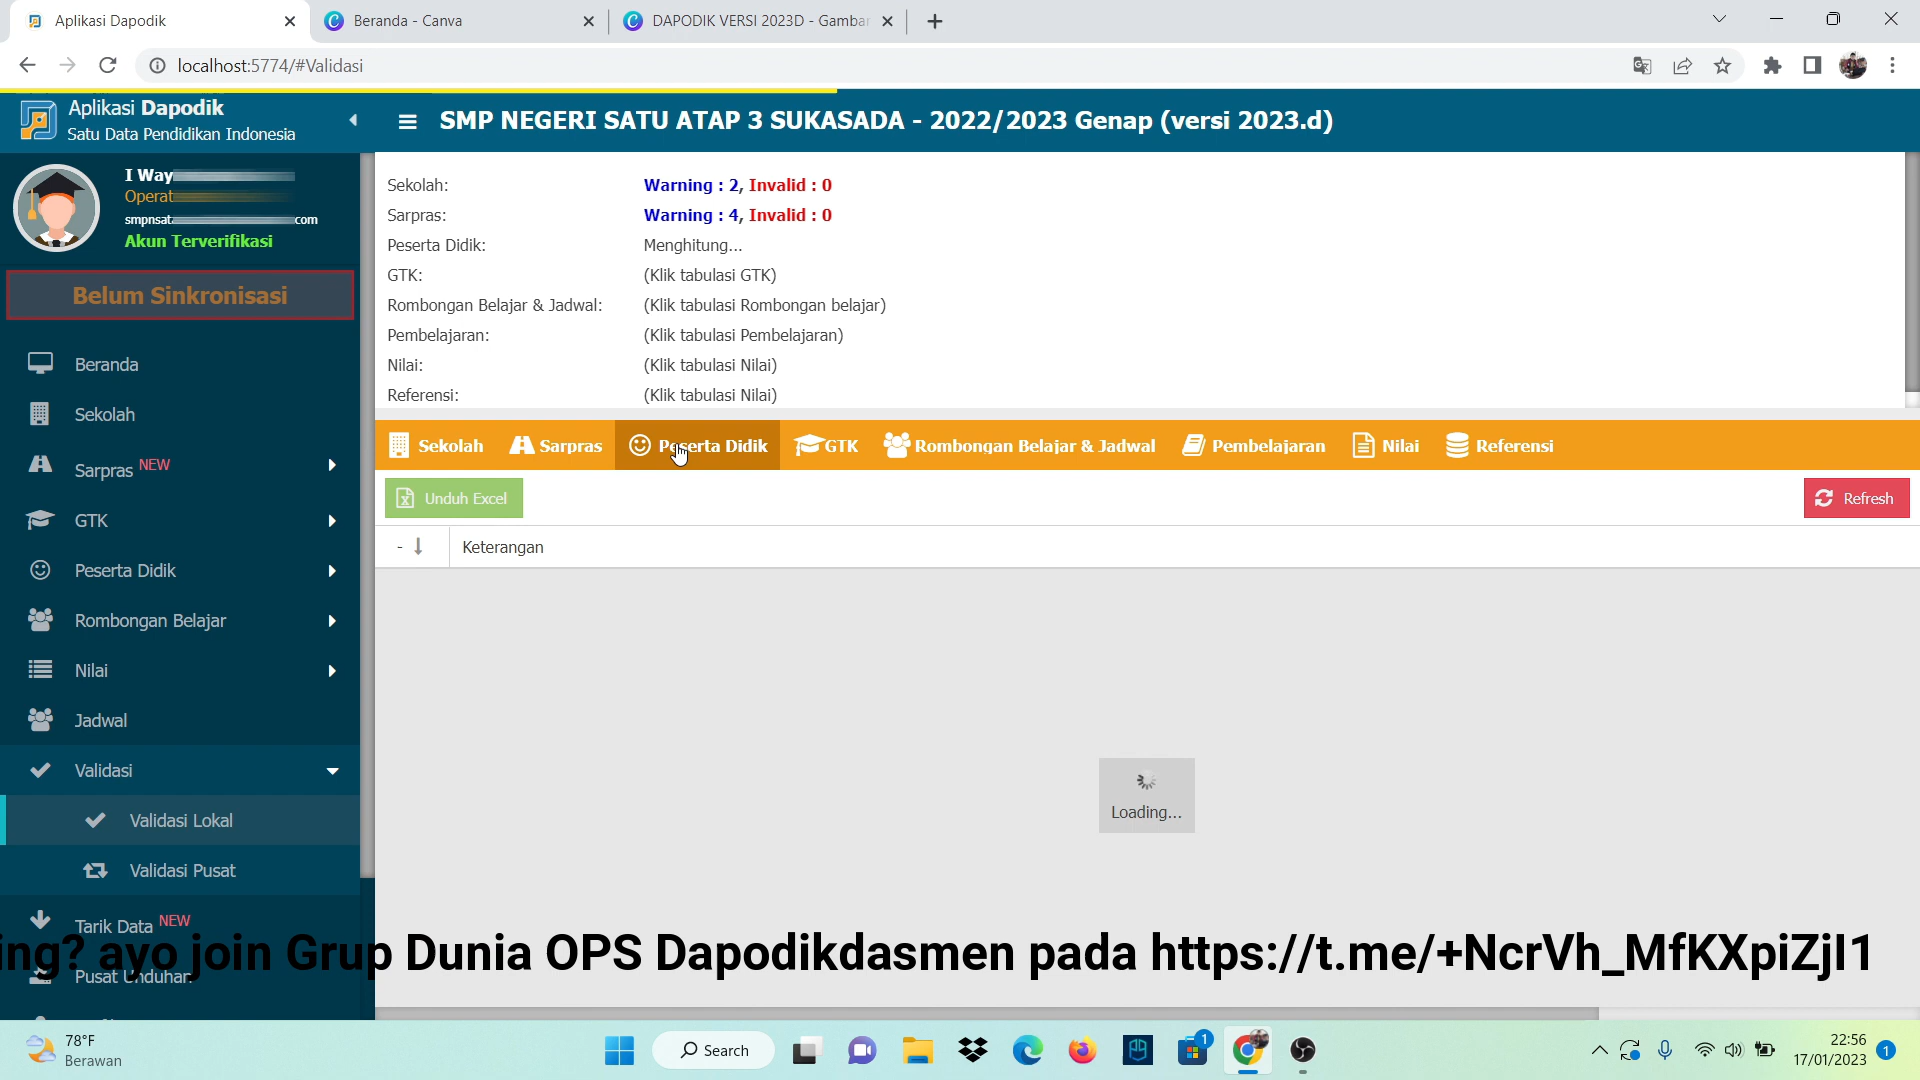 Aplikasi Dapodik
Beranda - Canva
DAPODIK VERSI 2023D - Gambar
localhost:5774/#Validasi
Aplikasi Dapodik
Satu Data Pendidikan Indonesia
SMP NEGERI SATU ATAP 3 SUKASADA - 2022/2023 Genap (versi 2023.d)
I Way
Operat
smpnsat com
Akun Terverifikasi
Belum Sinkronisasi
Beranda
Sekolah
Sarpras NEW
GTK
Peserta Didik
Rombongan Belajar
Nilai
Jadwal
Validasi
Validasi Lokal
Validasi Pusat
Tarik Data NEW
Pusat Unduhan
Sekolah: Warning : 2, Invalid : 0
Sarpras: Warning : 4, Invalid : 0
Peserta Didik: Menghitung...
GTK: (Klik tabulasi GTK)
Rombongan Belajar & Jadwal: (Klik tabulasi Rombongan belajar)
Pembelajaran: (Klik tabulasi Pembelajaran)
Nilai: (Klik tabulasi Nilai)
Referensi: (Klik tabulasi Nilai)
Sekolah Sarpras Peserta Didik GTK Rombongan Belajar & Jadwal Pembelajaran Nilai Referensi
Unduh Excel Refresh
- Keterangan
Loading...
ing? ayo join Grup Dunia OPS Dapodikdasmen pada https://t.me/+NcrVh_MfKXpiZjI1
78°F
Berawan
Search
1
22:56
17/01/2023
1